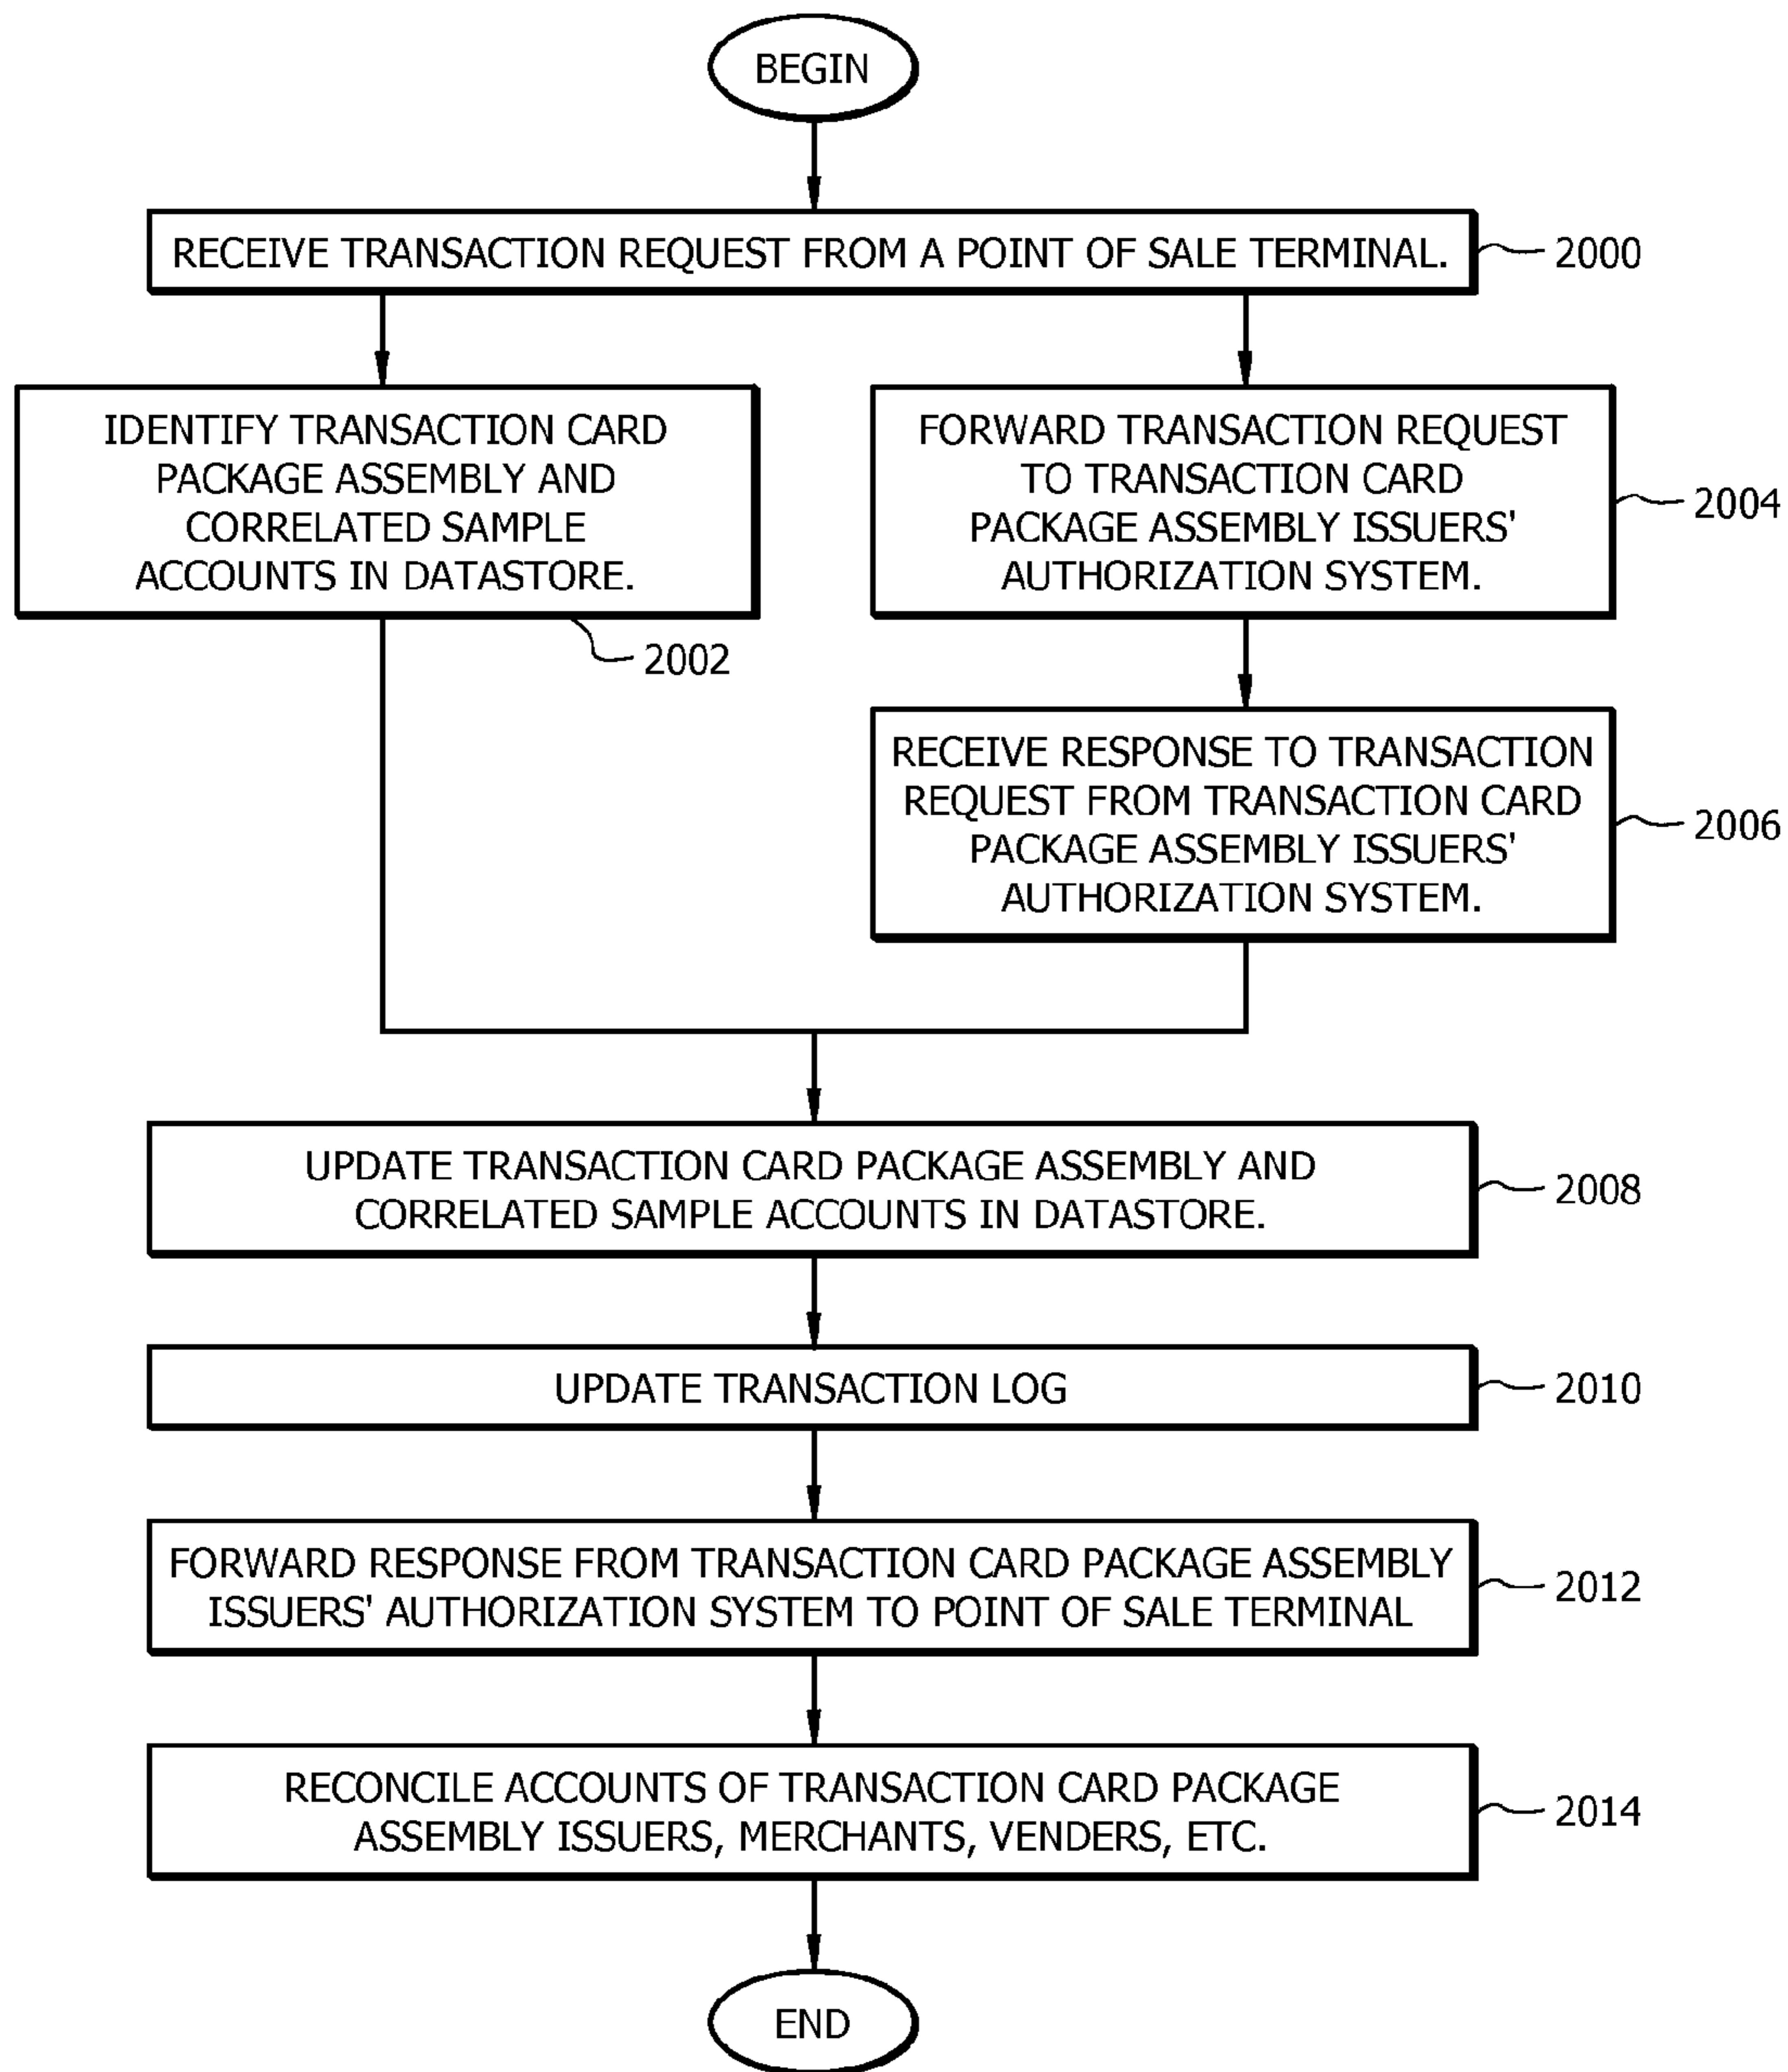 BEGIN
RECEIVE TRANSACTION REQUEST FROM A POINT OF SALE TERMINAL.
2000
IDENTIFY TRANSACTION CARD
PACKAGE ASSEMBLY AND
CORRELATED SAMPLE
ACCOUNTS IN DATASTORE.
2002
FORWARD TRANSACTION REQUEST
TO TRANSACTION CARD
PACKAGE ASSEMBLY ISSUERS'
AUTHORIZATION SYSTEM.
2004
RECEIVE RESPONSE TO TRANSACTION
REQUEST FROM TRANSACTION CARD
PACKAGE ASSEMBLY ISSUERS'
AUTHORIZATION SYSTEM.
2006
UPDATE TRANSACTION CARD PACKAGE ASSEMBLY AND
CORRELATED SAMPLE ACCOUNTS IN DATASTORE.
2008
UPDATE TRANSACTION LOG
2010
FORWARD RESPONSE FROM TRANSACTION CARD PACKAGE ASSEMBLY
ISSUERS' AUTHORIZATION SYSTEM TO POINT OF SALE TERMINAL
2012
RECONCILE ACCOUNTS OF TRANSACTION CARD PACKAGE
ASSEMBLY ISSUERS, MERCHANTS, VENDERS, ETC.
2014
END